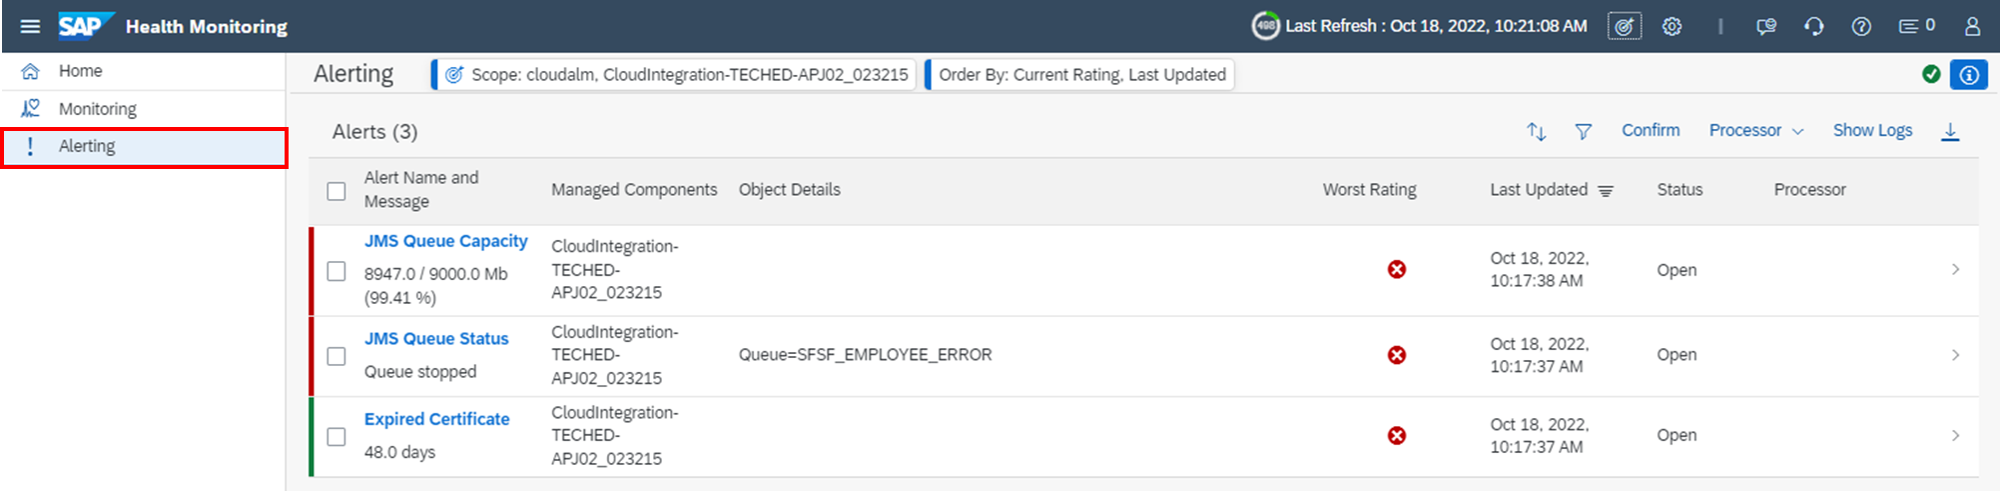 SAP Health Monitoring 498 Last Refresh : Oct 18, 2022, 10:21:08 AM 0
Home
Monitoring
Alerting
Alerting Scope: cloudalm, CloudIntegration-TECHED-APJ02_023215 Order By: Current Rating, Last Updated
Alerts (3) Confirm Processor Show Logs
Alert Name and
Message
Managed Components Object Details Worst Rating Last Updated Status Processor
JMS Queue Capacity
8947.0 / 9000.0 Mb
(99.41 %)
CloudIntegration-
TECHED-
APJ02_023215
Oct 18, 2022,
10:17:38 AM
Open
JMS Queue Status
Queue stopped
CloudIntegration-
TECHED-
APJ02_023215
Queue=SFSF_EMPLOYEE_ERROR
Oct 18, 2022,
10:17:37 AM
Open
Expired Certificate
48.0 days
CloudIntegration-
TECHED-
APJ02_023215
Oct 18, 2022,
10:17:37 AM
Open